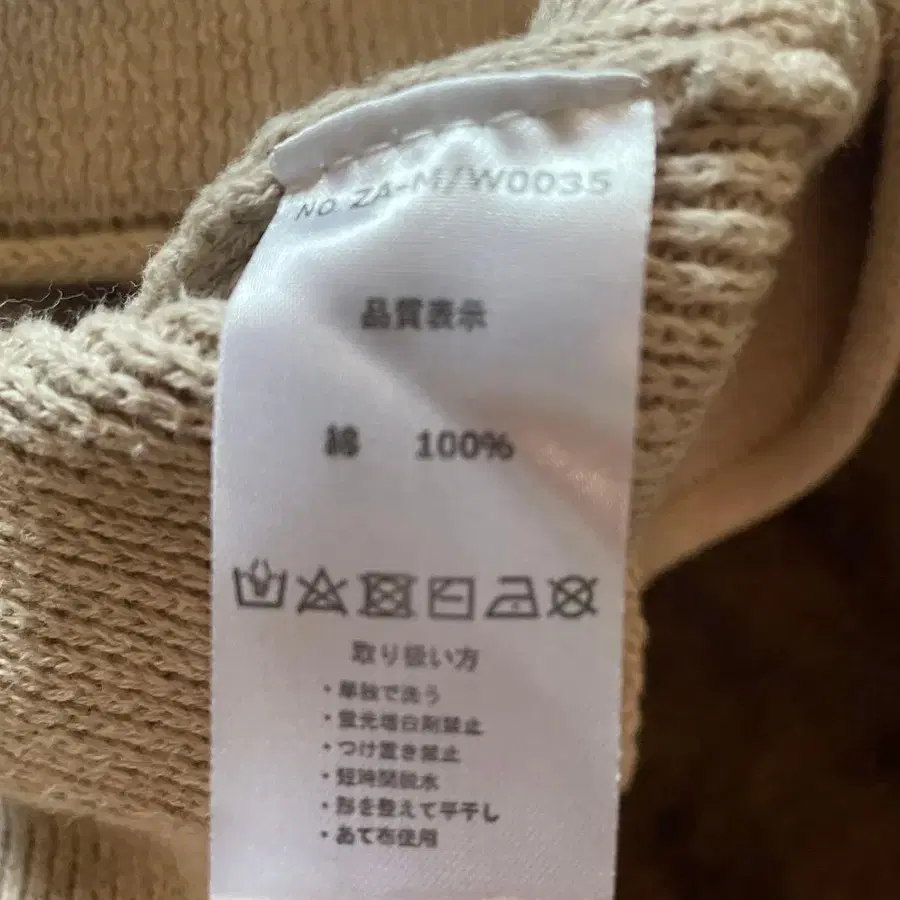 No ZA-M/W0035
品質表示
綿 100%
取り扱い方
・単独で洗う
・蛍光増白剤禁止
・つけ置き禁止
・短時間脱水
・形を整えて平干し
・あて布使用